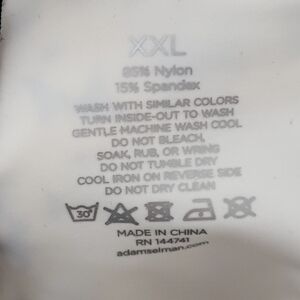 XXL
85% Nylon
15% Spandex
WASH WITH SIMILAR COLORS
TURN INSIDE-OUT TO WASH
GENTLE MACHINE WASH COOL
DO NOT BLEACH,
SOAK, RUB, OR WRING
DO NOT TUMBLE DRY
COOL IRON ON REVERSE SIDE
DO NOT DRY CLEAN
30°
MADE IN CHINA
RN 144741
adamselman.com